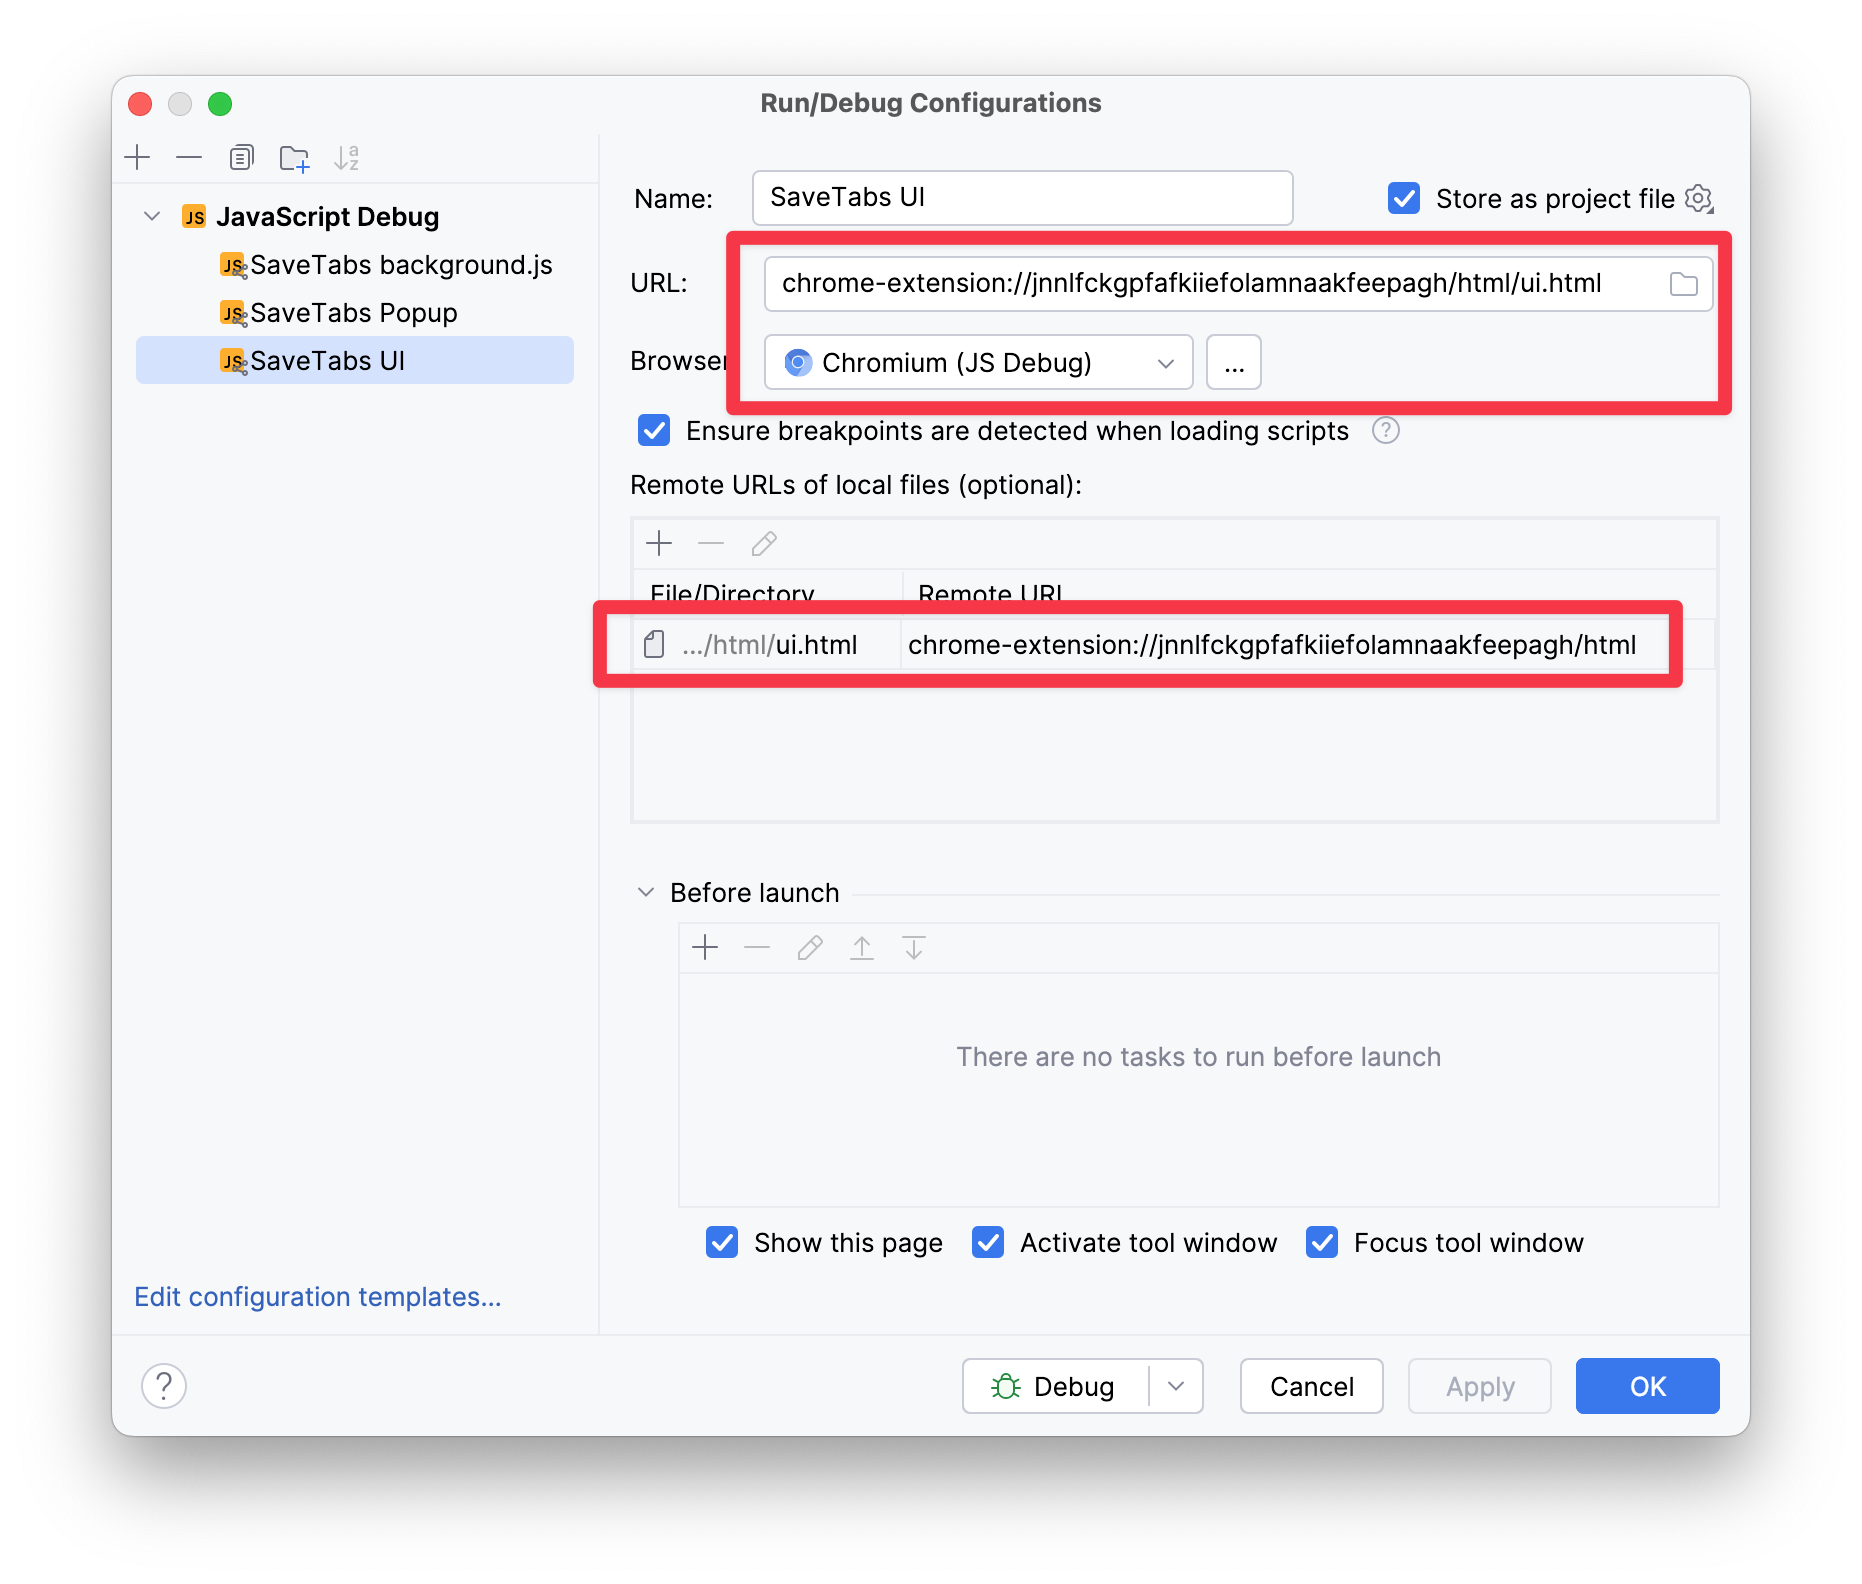 Run/Debug Configurations
JS JavaScript Debug
JS SaveTabs background.js
JS SaveTabs Popup
JS SaveTabs UI
Edit configuration templates...
Name: SaveTabs UI Store as project file
URL: chrome-extension://jnnlfckgpfafkiiefolamnaakfeepagh/html/ui.html
Browser Chromium (JS Debug) ...
Ensure breakpoints are detected when loading scripts ?
Remote URLs of local files (optional):
File/Directory Remote URL
.../html/ui.html chrome-extension://jnnlfckgpfafkiiefolamnaakfeepagh/html
Before launch
There are no tasks to run before launch
Show this page Activate tool window Focus tool window
? Debug Cancel Apply OK